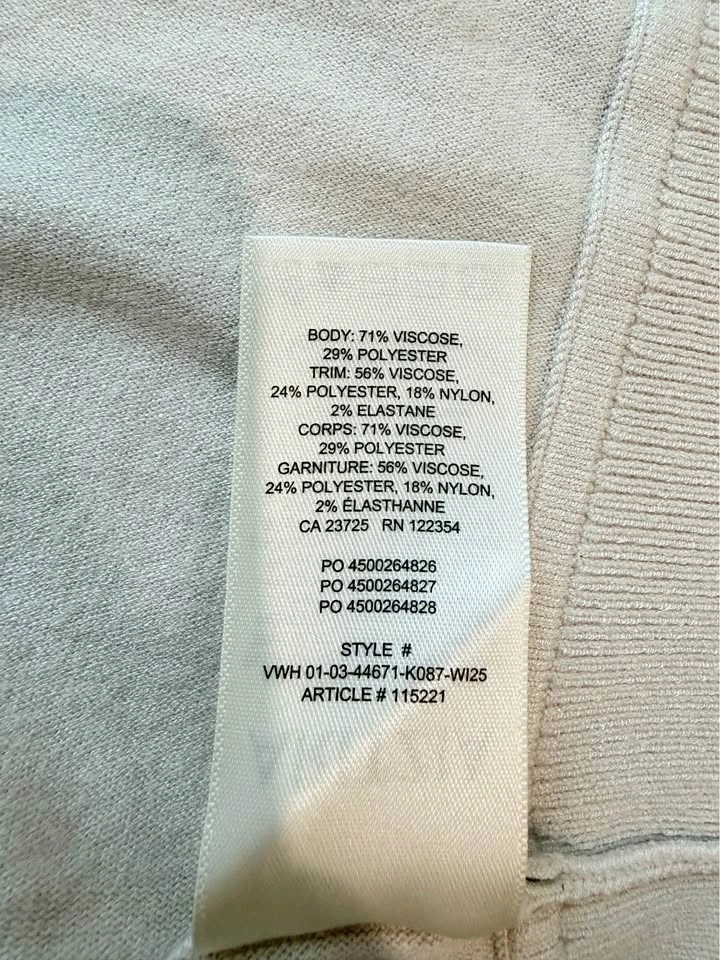 BODY: 71% VISCOSE,
29% POLYESTER
TRIM: 56% VISCOSE,
24% POLYESTER, 18% NYLON,
2% ELASTANE
CORPS: 71% VISCOSE,
29% POLYESTER
GARNITURE: 56% VISCOSE,
24% POLYESTER, 18% NYLON,
2% ÉLASTHANNE
CA 23725 RN 122354
PO 4500264826
PO 4500264827
PO 4500264828
STYLE #
VWH 01-03-44671-K087-WI25
ARTICLE # 115221